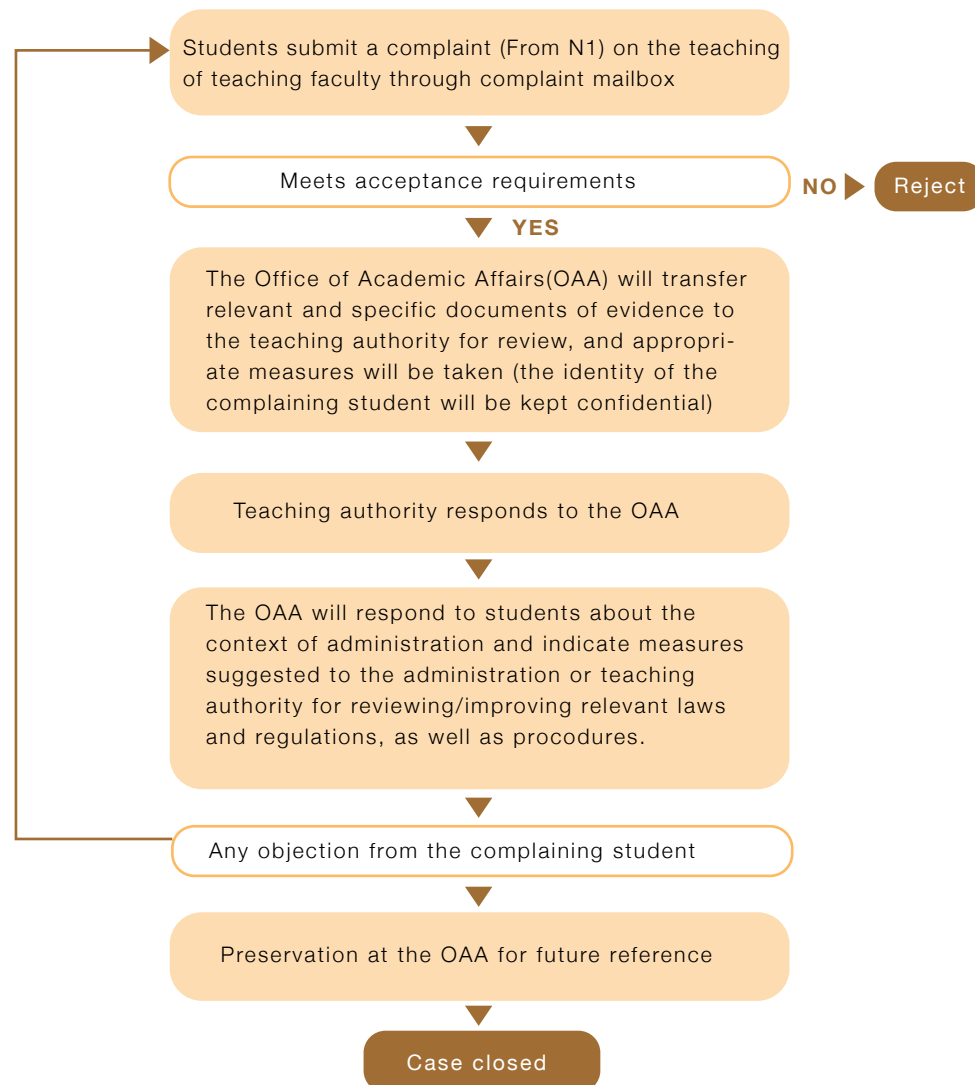 Students submit a complaint (From N1) on the teaching
of teaching faculty through complaint mailbox
Meets acceptance requirements
NO
Reject
YES
The Office of Academic Affairs(OAA) will transfer
relevant and specific documents of evidence to
the teaching authority for review, and appropri-
ate measures will be taken (the identity of the
complaining student will be kept confidential)
Teaching authority responds to the OAA
The OAA will respond to students about the
context of administration and indicate measures
suggested to the administration or teaching
authority for reviewing/improving relevant laws
and regulations, as well as procodures.
Any objection from the complaining student
Preservation at the OAA for future reference
Case closed